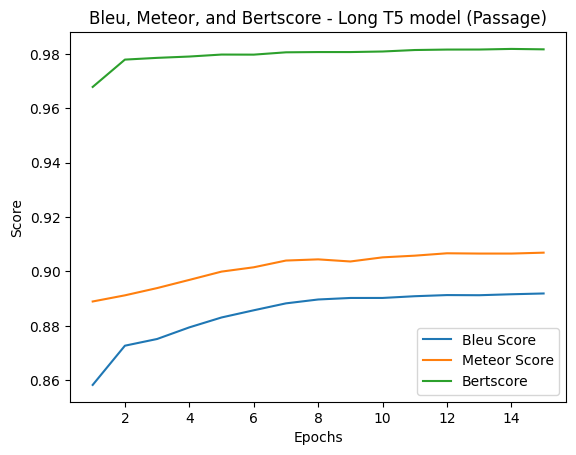 Bleu, Meteor, and Bertscore - Long T5 model (Passage)
Score
0.98
0.96
0.94
0.92
0.90
0.88
0.86
Bleu Score
Meteor Score
Bertscore
2 4 6 8 10 12 14
Epochs